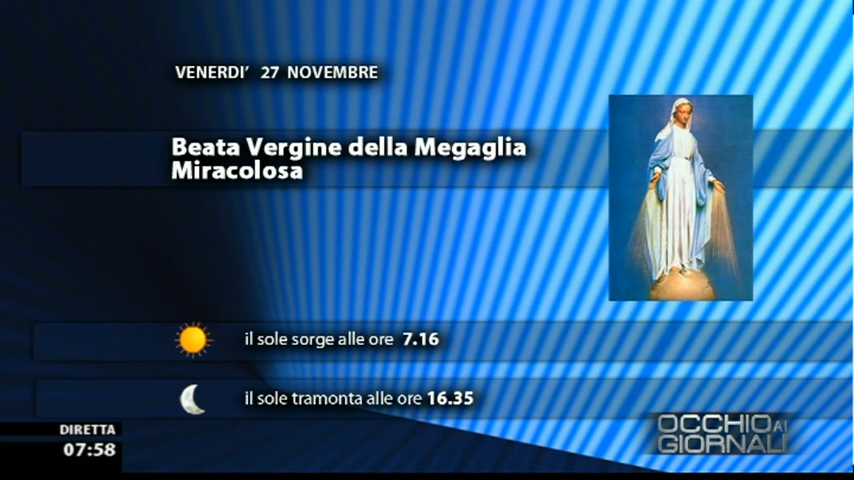 VENERDI' 27 NOVEMBRE
Beata Vergine della Megaglia
Miracolosa
il sole sorge alle ore 7.16
il sole tramonta alle ore 16.35
DIRETTA
07:58
OCCHIO AI
GIORNALI